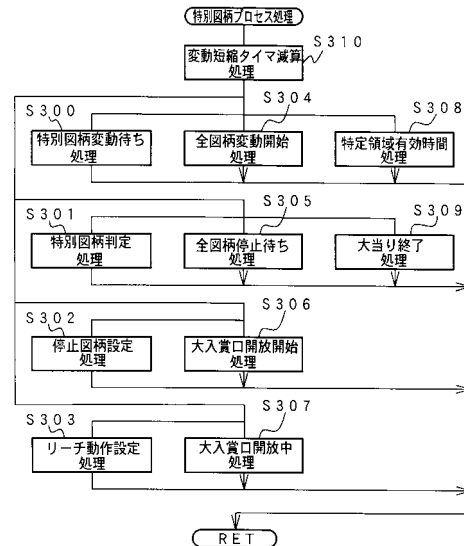 特別図柄プロセス処理
S310
変動短縮タイマ減算
処理
S300
特別図柄変動待ち
処理
S304
全図柄変動開始
処理
S308
特定領域有効時間
処理
S301
特別図柄判定
処理
S305
全図柄停止待ち
処理
S309
大当り終了
処理
S302
停止図柄設定
処理
S306
大入賞口開放開始
処理
S303
リーチ動作設定
処理
S307
大入賞口開放中
処理
RET